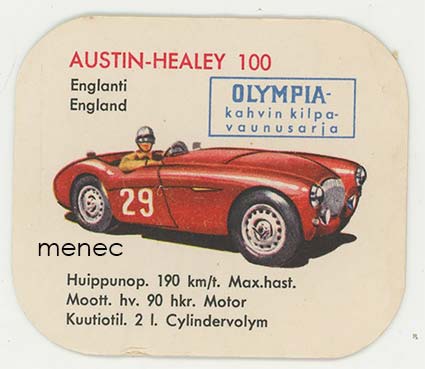 AUSTIN-HEALEY 100
Englanti
England
OLYMPIA-
kahvin kilpa-
vaunusarja
29
menec
Huippunop. 190 km/t. Max.hast.
Moott. hv. 90 hkr. Motor
Kuutiotil. 2 l. Cylindervolym